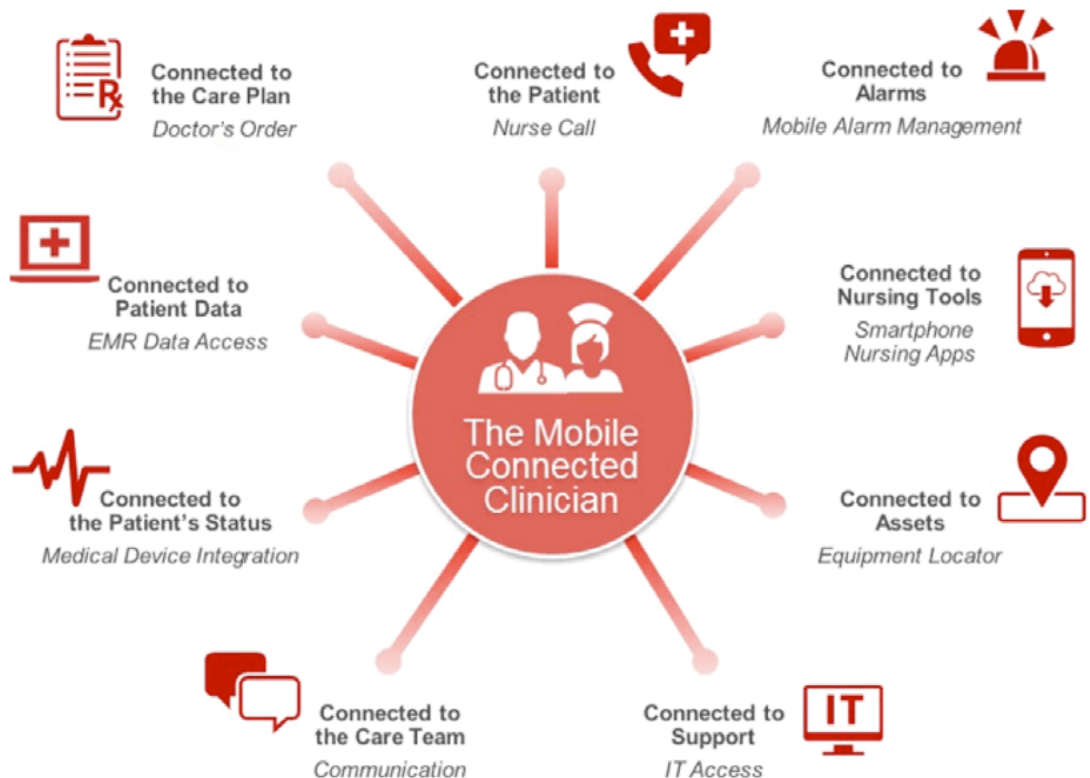 Connected to
the Care Plan
Doctor's Order
Rx
Connected to
the Patient
Nurse Call
Connected to
Alarms
Mobile Alarm Management
Connected to
Patient Data
EMR Data Access
Connected to
Nursing Tools
Smartphone
Nursing Apps
The Mobile
Connected
Clinician
Connected to
the Patient's Status
Medical Device Integration
Connected to
Assets
Equipment Locator
Connected to
the Care Team
Communication
Connected to
Support
IT Access
IT